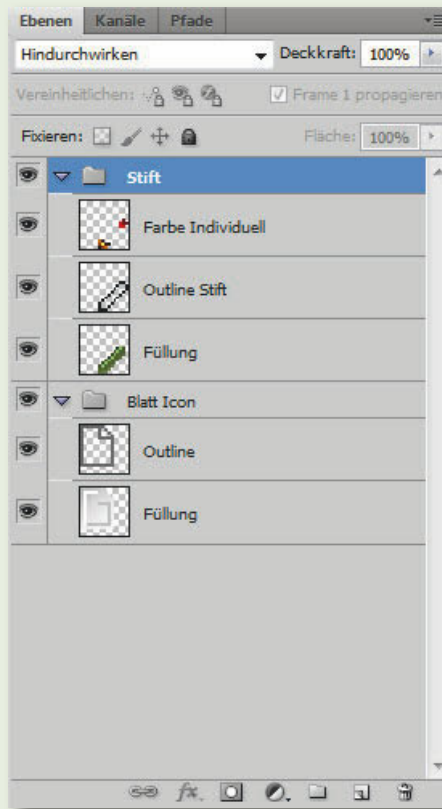 Ebenen Kanäle Pfade
Hindurchwirken Deckkraft: 100%
Vereinheitlichen: Frame 1 propagieren
Fixieren: Fläche: 100%
Stift
Farbe Individuell
Outline Stift
Füllung
Blatt Icon
Outline
Füllung
fx.